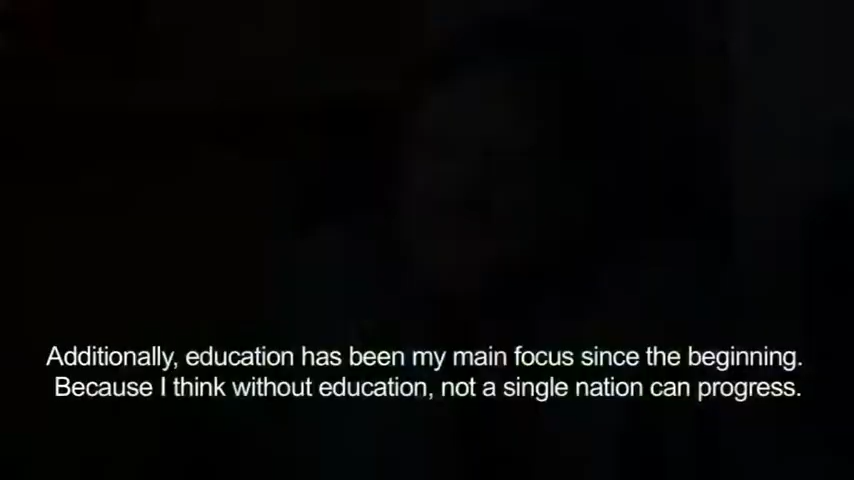 Additionally, education has been my main focus since the beginning.
Because I think without education, not a single nation can progress.